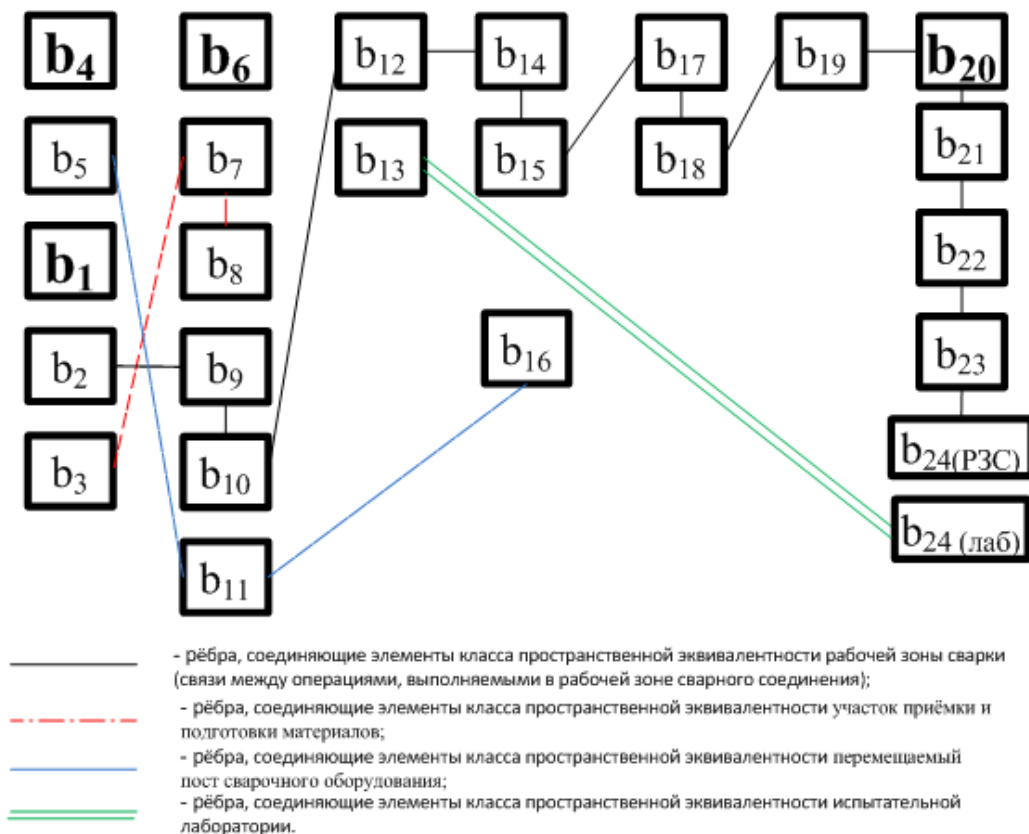 b4 b6 b12 b14 b17 b19 b20
b5 b7 b13 b15 b18 b21
b1 b8 b22
b2 b9 b16 b23
b3 b10 b24(РЗС)
b11 b24 (лаб)
- рёбра, соединяющие элементы класса пространственной эквивалентности рабочей зоны сварки
(связи между операциями, выполняемыми в рабочей зоне сварного соединения);
- рёбра, соединяющие элементы класса пространственной эквивалентности участок приёмки и
подготовки материалов;
- рёбра, соединяющие элементы класса пространственной эквивалентности перемещаемый
пост сварочного оборудования;
- рёбра, соединяющие элементы класса пространственной эквивалентности испытательной
лаборатории.